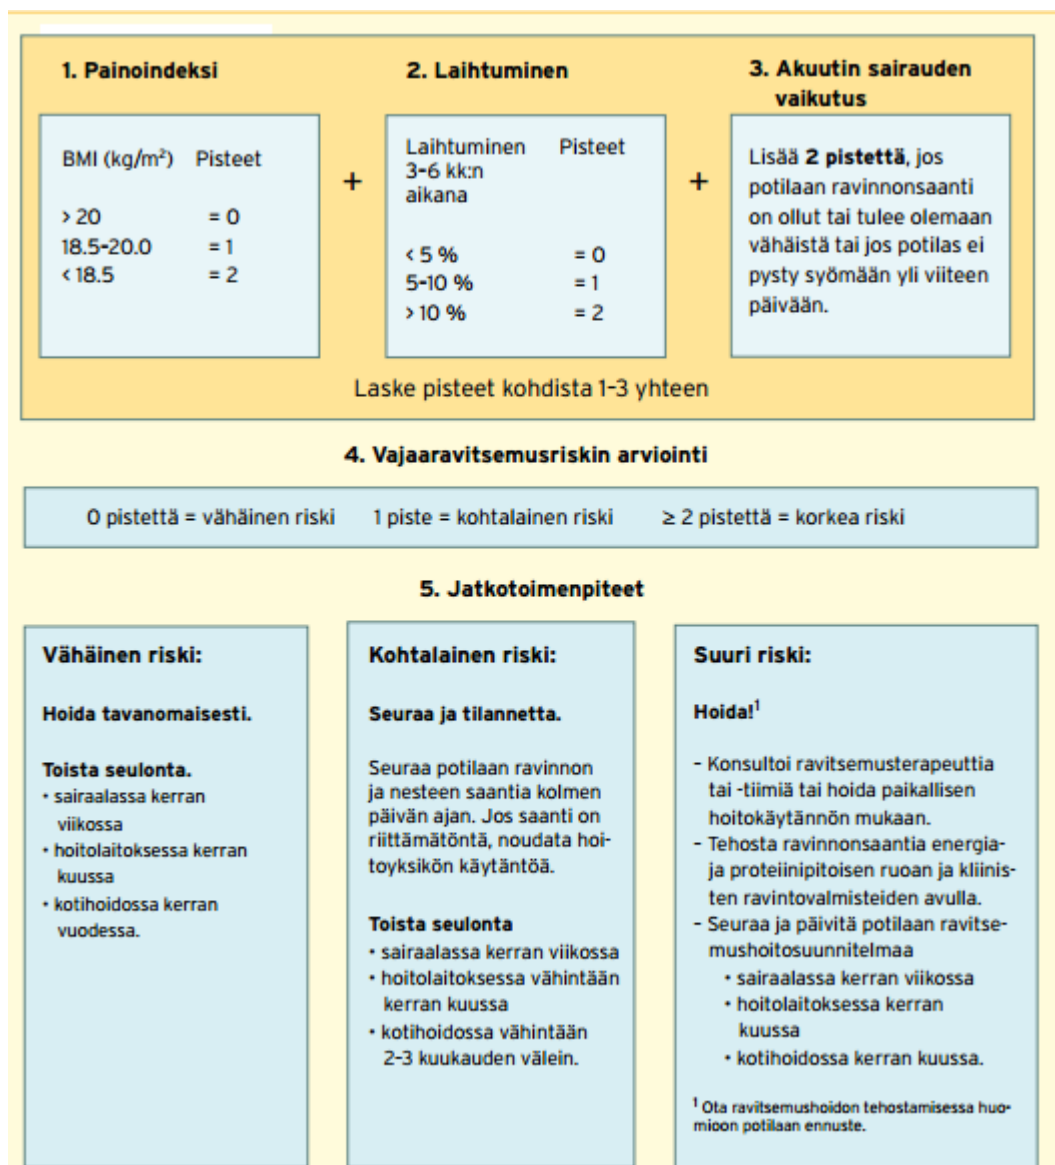 1. Painoindeksi
BMI (kg/m²) Pisteet
> 20 = 0
18.5-20.0 = 1
< 18.5 = 2
+
2. Laihtuminen
Laihtuminen Pisteet
3-6 kk:n
aikana
< 5 % = 0
5-10 % = 1
> 10 % = 2
+
3. Akuutin sairauden
vaikutus
Lisää 2 pistettä, jos
potilaan ravinnonsaanti
on ollut tai tulee olemaan
vähäistä tai jos potilas ei
pysty syömään yli viiteen
päivään.
Laske pisteet kohdista 1-3 yhteen
4. Vajaaravitsemusriskin arviointi
0 pistettä = vähäinen riski 1 piste = kohtalainen riski ≥ 2 pistettä = korkea riski
5. Jatkotoimenpiteet
Vähäinen riski:
Hoida tavanomaisesti.
Toista seulonta.
• sairaalassa kerran
viikossa
• hoitolaitoksessa kerran
kuussa
• kotihoidossa kerran
vuodessa.
Kohtalainen riski:
Seuraa ja tilannetta.
Seuraa potilaan ravinnon
ja nesteen saantia kolmen
päivän ajan. Jos saanti on
riittämätöntä, noudata hoi-
toyksikön käytäntöä.
Toista seulonta
• sairaalassa kerran viikossa
• hoitolaitoksessa vähintään
kerran kuussa
• kotihoidossa vähintään
2-3 kuukauden välein.
Suuri riski:
Hoida!¹
- Konsultoi ravitsemusterapeuttia
tai -tiimiä tai hoida paikallisen
hoitokäytännön mukaan.
- Tehosta ravinnonsaantia energia-
ja proteiinipitoisen ruoan ja kliinis-
ten ravintovalmisteiden avulla.
- Seuraa ja päivitä potilaan ravitse-
mushoitosuunnitelmaa
• sairaalassa kerran viikossa
• hoitolaitoksessa kerran
kuussa
• kotihoidossa kerran kuussa.
¹ Ota ravitsemushoidon tehostamisessa huo-
mioon potilaan ennuste.